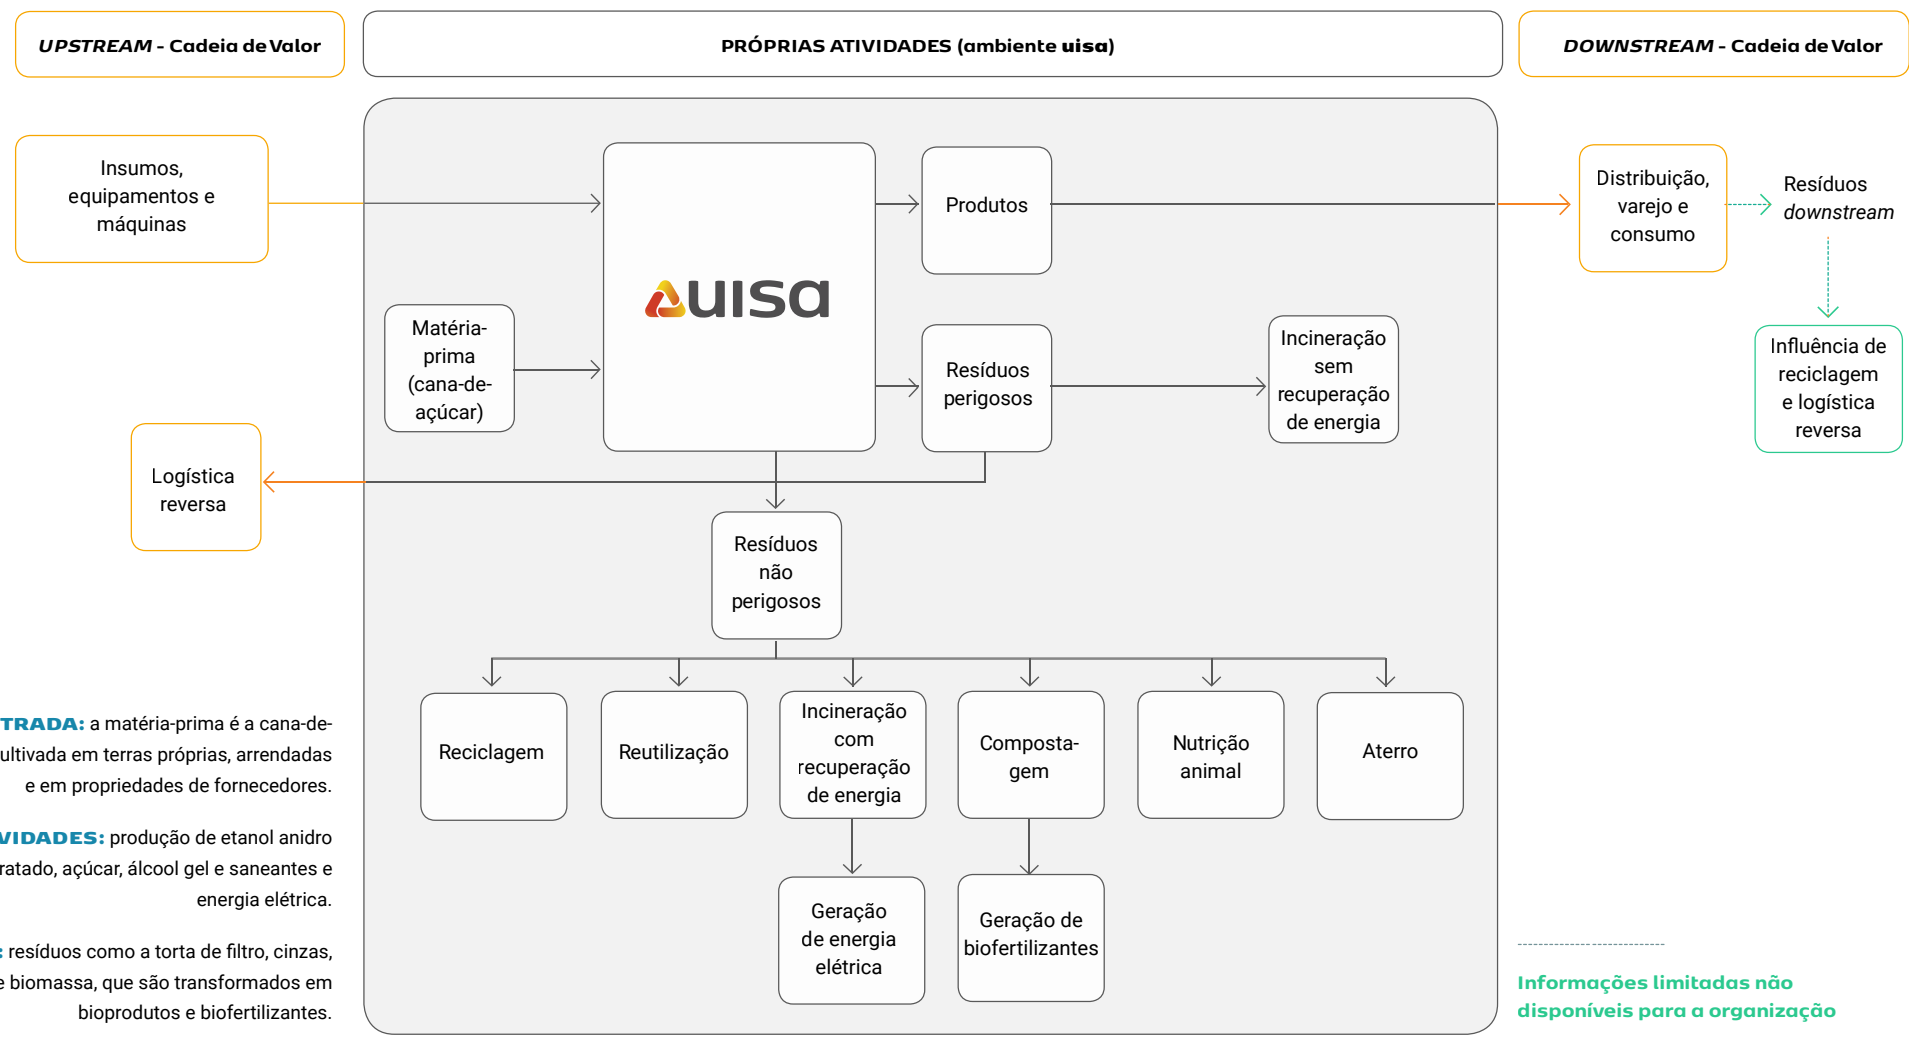 UPSTREAM - Cadeia de Valor
PRÓPRIAS ATIVIDADES (ambiente uisa)
DOWNSTREAM - Cadeia de Valor
Insumos,
equipamentos e
máquinas
Matéria-
prima
(cana-de-
açúcar)
Logística
reversa
uisa
Produtos
Resíduos
perigosos
Incineração
sem
recuperação
de energia
Distribuição,
varejo e
consumo
Resíduos
downstream
Influência de
reciclagem
e logística
reversa
Resíduos
não
perigosos
Reciclagem
Reutilização
Incineração
com
recuperação
de energia
Composta-
gem
Nutrição
animal
Aterro
Geração
de energia
elétrica
Geração de
biofertilizantes
TRADA: a matéria-prima é a cana-de-
ultivada em terras próprias, arrendadas
e em propriedades de fornecedores.
VIDADES: produção de etanol anidro
ratado, açúcar, álcool gel e saneantes e
energia elétrica.
: resíduos como a torta de filtro, cinzas,
e biomassa, que são transformados em
bioprodutos e biofertilizantes.
Informações limitadas não
disponíveis para a organização